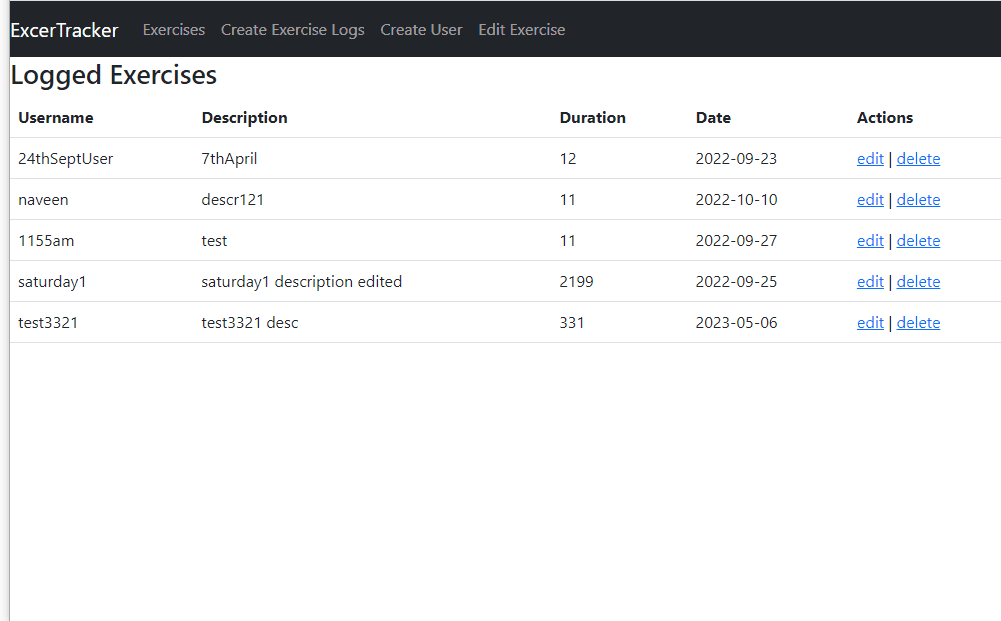 ExcerTracker Exercises Create Exercise Logs Create User Edit Exercise
Logged Exercises
Username Description Duration Date Actions
24thSeptUser 7thApril 12 2022-09-23 edit | delete
naveen descr121 11 2022-10-10 edit | delete
1155am test 11 2022-09-27 edit | delete
saturday1 saturday1 description edited 2199 2022-09-25 edit | delete
test3321 test3321 desc 331 2023-05-06 edit | delete